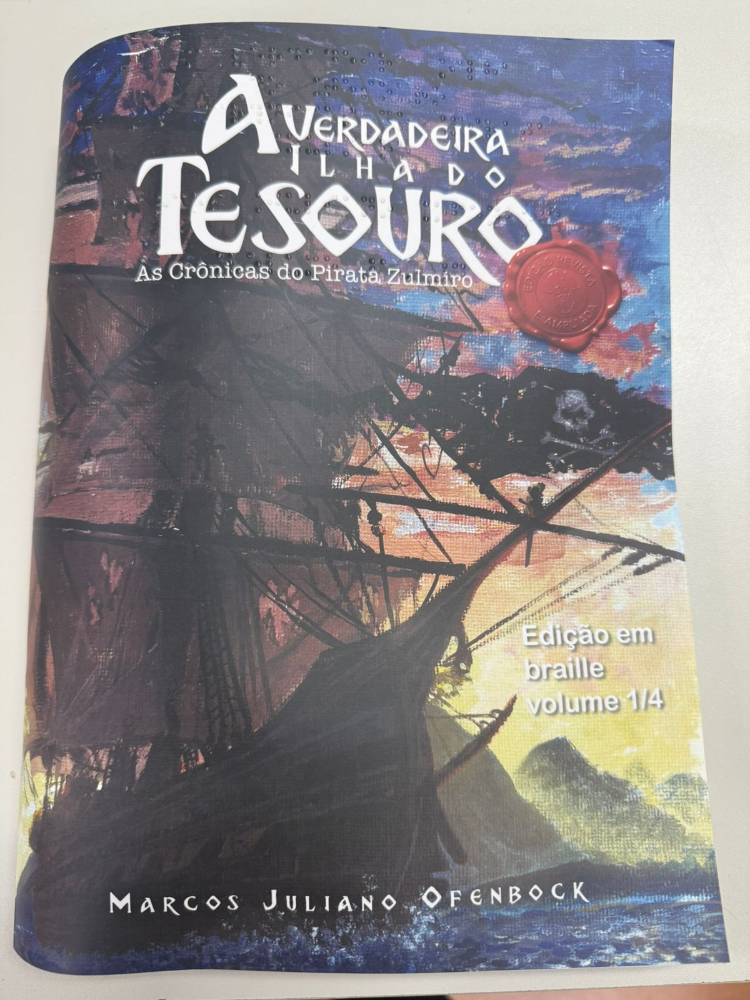 A VERDADEIRA
ILHA DO
TESOURO
As Crônicas do Pirata Zulmiro
EDIÇÃO REVISTA
E AMPLIADA
Edição em
braille
volume 1/4
MARCOS JULIANO OFENBOCK